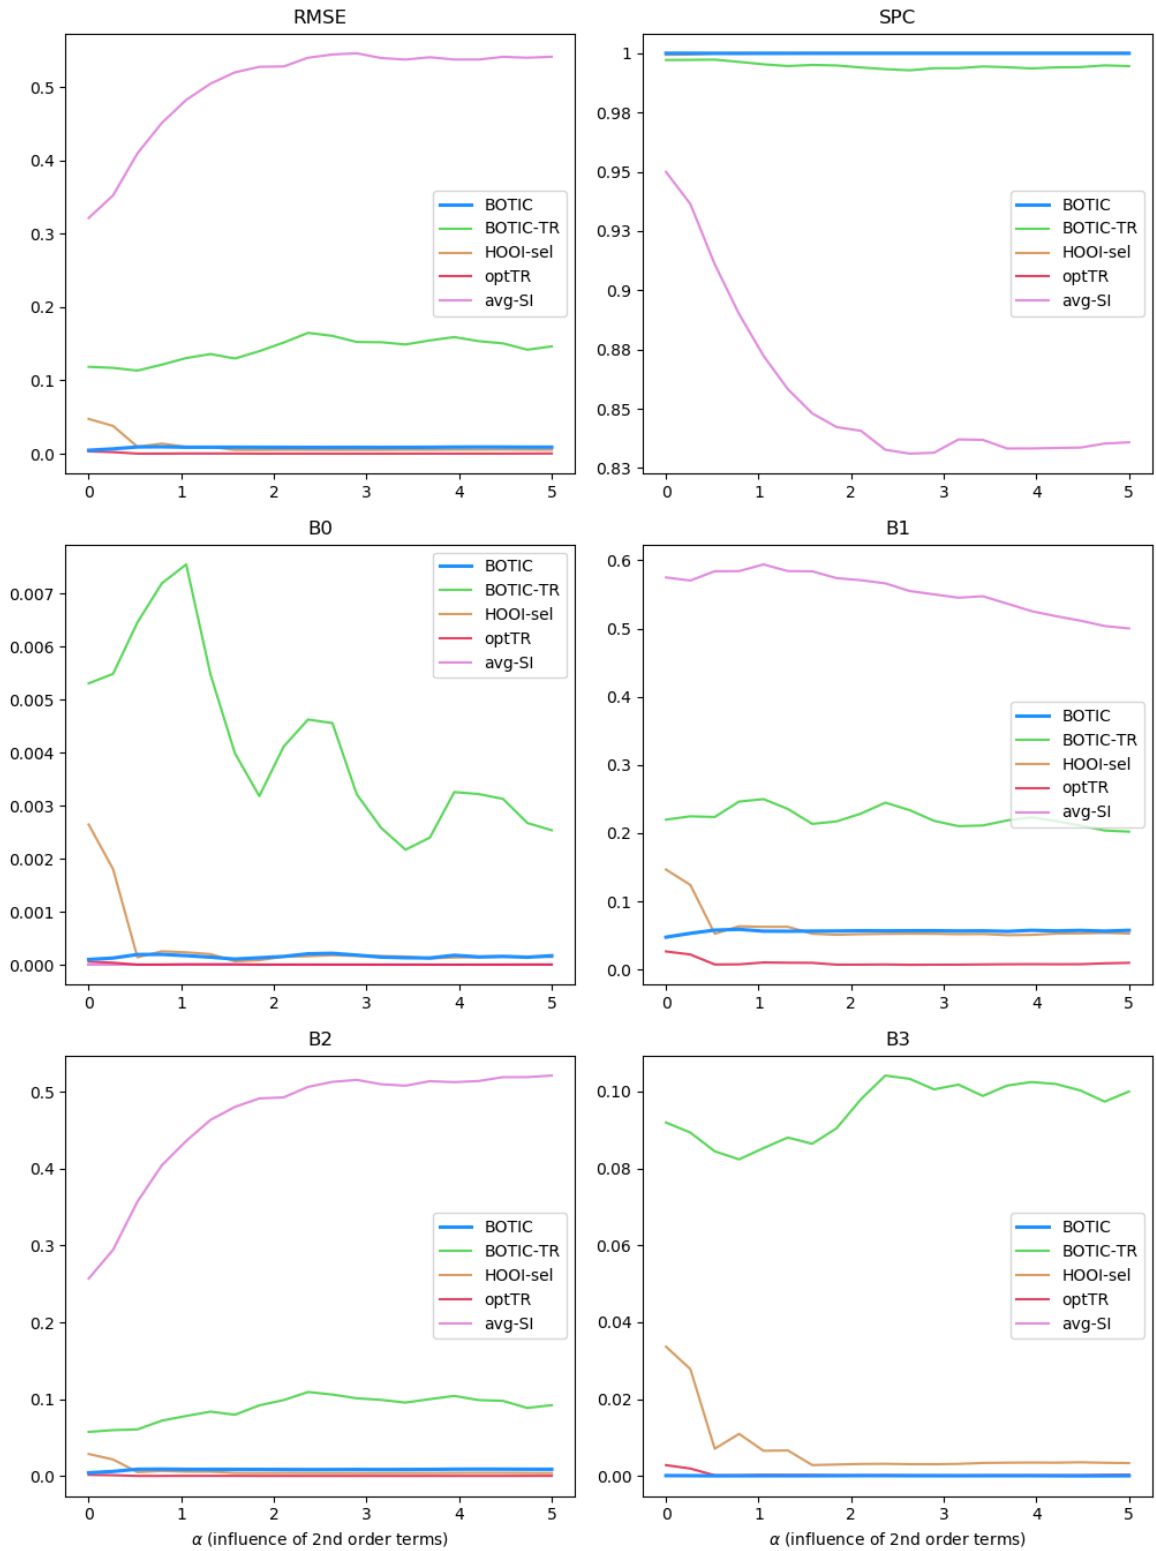 RMSE
0.5
0.4
0.3
0.2
0.1
0.0
0 1 2 3 4 5
BOTIC
BOTIC-TR
HOOI-sel
optTR
avg-SI
SPC
1
0.98
0.95
0.93
0.9
0.88
0.85
0.83
0 1 2 3 4 5
BOTIC
BOTIC-TR
HOOI-sel
optTR
avg-SI
B0
0.007
0.006
0.005
0.004
0.003
0.002
0.001
0.000
0 1 2 3 4 5
BOTIC
BOTIC-TR
HOOI-sel
optTR
avg-SI
B1
0.6
0.5
0.4
0.3
0.2
0.1
0.0
0 1 2 3 4 5
BOTIC
BOTIC-TR
HOOI-sel
optTR
avg-SI
B2
0.5
0.4
0.3
0.2
0.1
0.0
0 1 2 3 4 5
α (influence of 2nd order terms)
BOTIC
BOTIC-TR
HOOI-sel
optTR
avg-SI
B3
0.10
0.08
0.06
0.04
0.02
0.00
0 1 2 3 4 5
α (influence of 2nd order terms)
BOTIC
BOTIC-TR
HOOI-sel
optTR
avg-SI